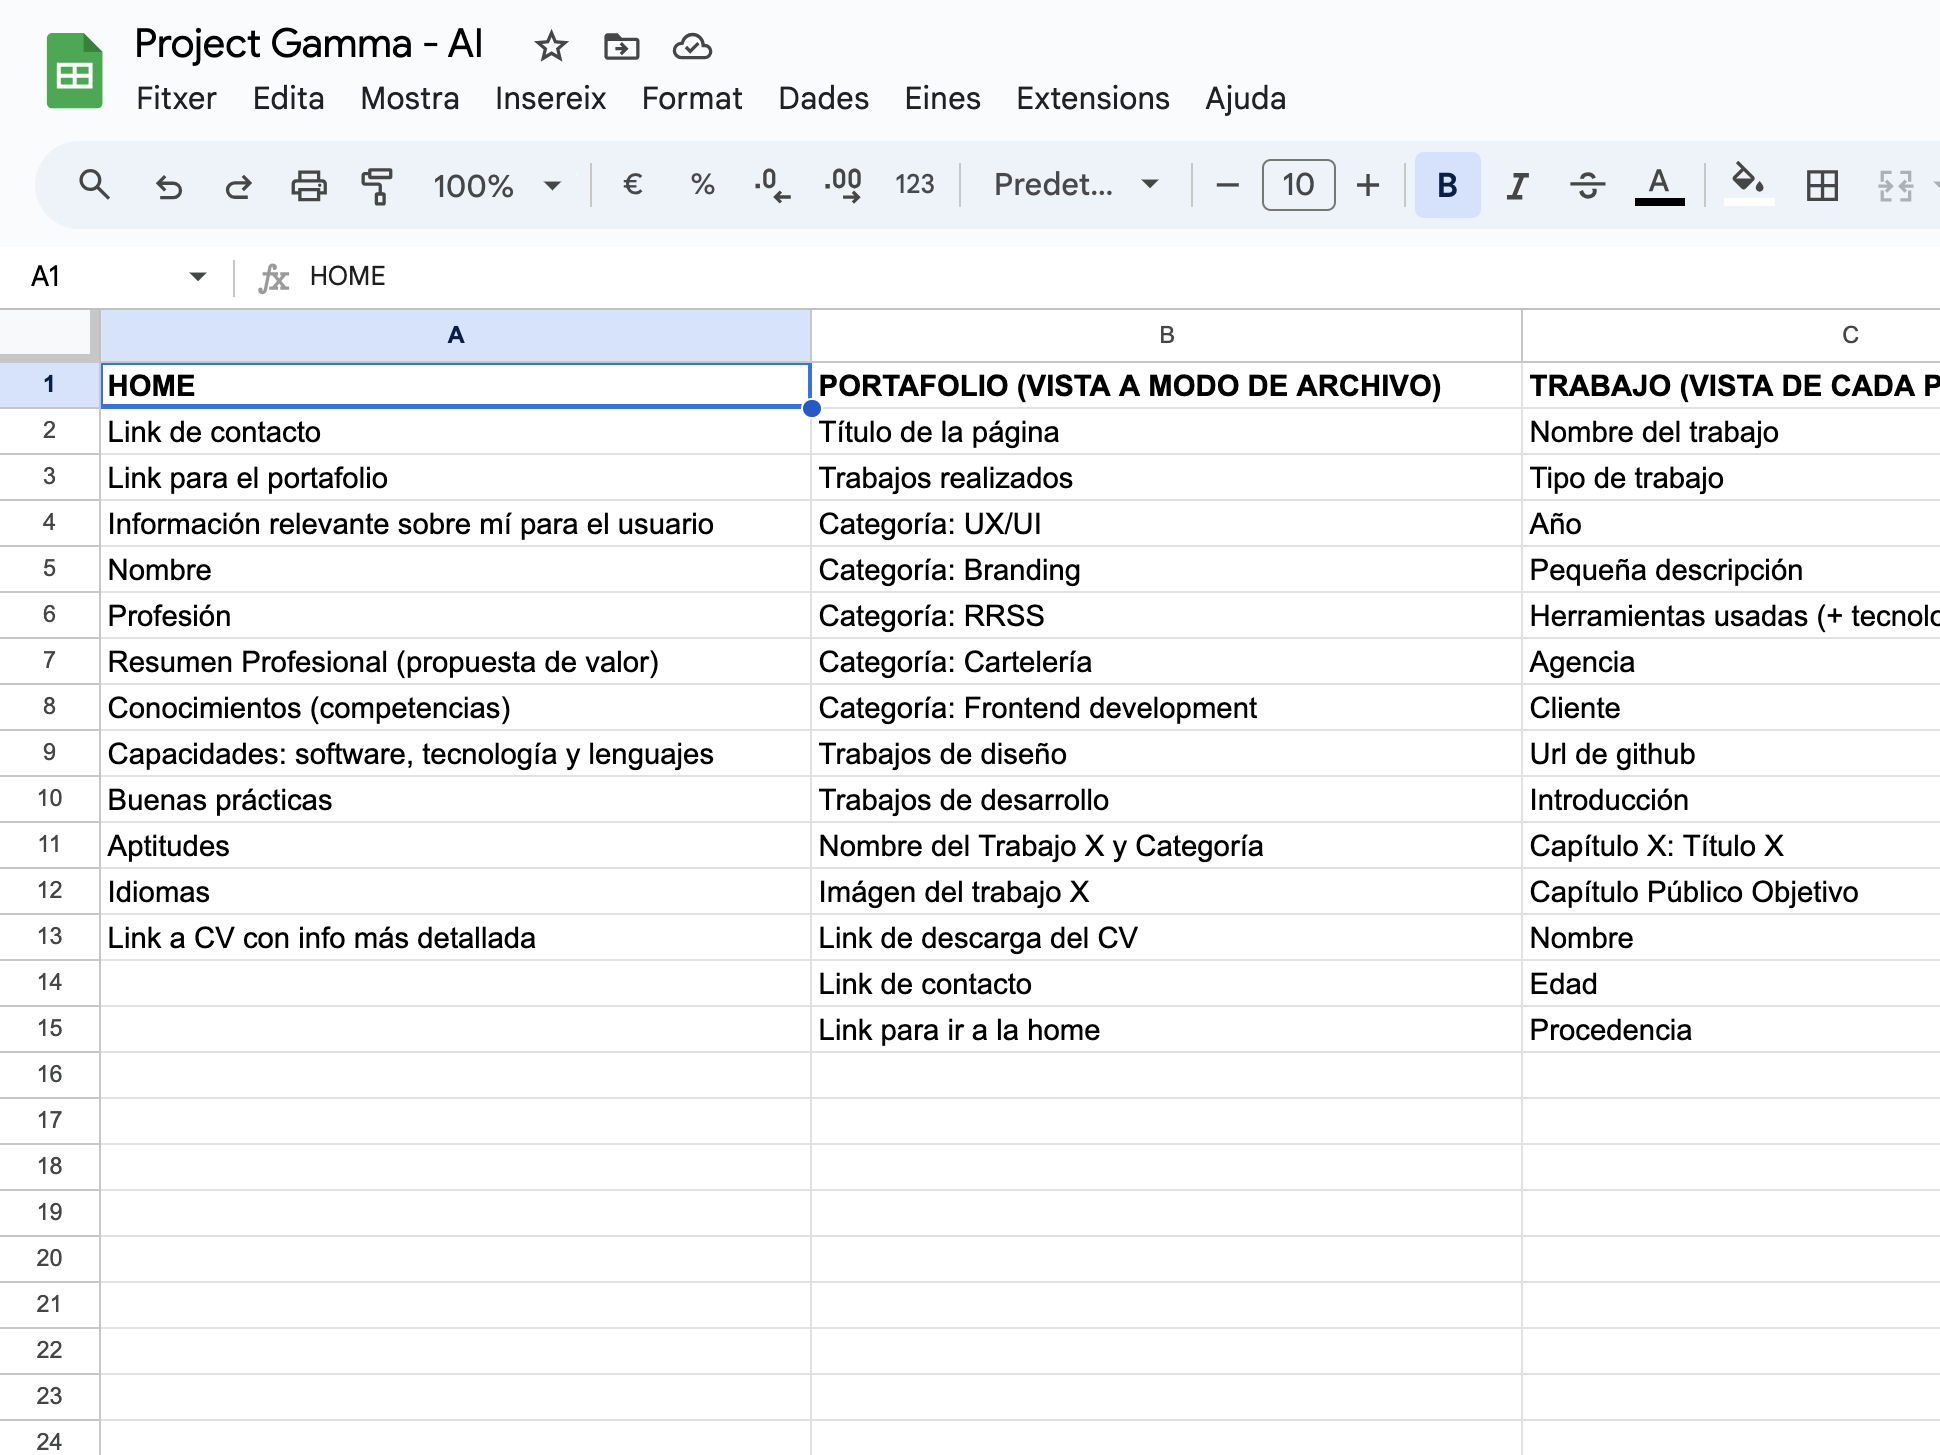 Project Gamma - AI
Fitxer Edita Mostra Insereix Format Dades Eines Extensions Ajuda
100% € % .0 .00 123 Predet... − 10 + B I S A
A1 fx HOME
A B C
1 HOME PORTAFOLIO (VISTA A MODO DE ARCHIVO) TRABAJO (VISTA DE CADA P
2 Link de contacto Título de la página Nombre del trabajo
3 Link para el portafolio Trabajos realizados Tipo de trabajo
4 Información relevante sobre mí para el usuario Categoría: UX/UI Año
5 Nombre Categoría: Branding Pequeña descripción
6 Profesión Categoría: RRSS Herramientas usadas (+ tecnolo
7 Resumen Profesional (propuesta de valor) Categoría: Cartelería Agencia
8 Conocimientos (competencias) Categoría: Frontend development Cliente
9 Capacidades: software, tecnología y lenguajes Trabajos de diseño Url de github
10 Buenas prácticas Trabajos de desarrollo Introducción
11 Aptitudes Nombre del Trabajo X y Categoría Capítulo X: Título X
12 Idiomas Imágen del trabajo X Capítulo Público Objetivo
13 Link a CV con info más detallada Link de descarga del CV Nombre
14 Link de contacto Edad
15 Link para ir a la home Procedencia
16
17
18
19
20
21
22
23
24